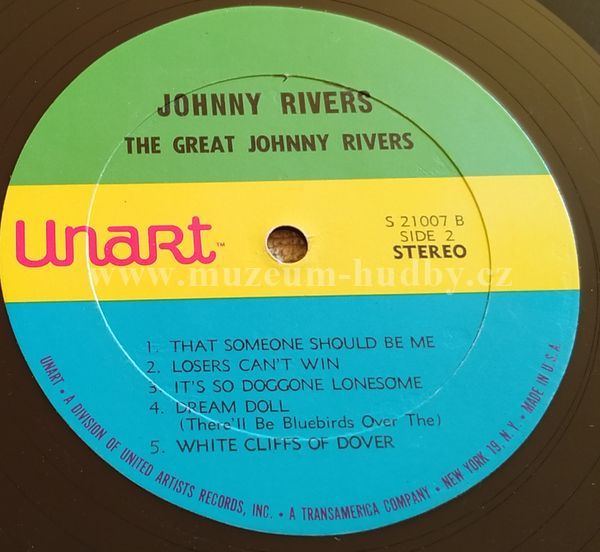 JOHNNY RIVERS
THE GREAT JOHNNY RIVERS
UnaRt™
S 21007 B
SIDE 2
STEREO
www.muzeum-hudby.cz
1. THAT SOMEONE SHOULD BE ME
2. LOSERS CAN'T WIN
3. IT'S SO DOGGONE LONESOME
4. DREAM DOLL
(There'll Be Bluebirds Over The)
5. WHITE CLIFFS OF DOVER
UNART • A DIVISION OF UNITED ARTISTS RECORDS, INC. • A TRANSAMERICA COMPANY • NEW YORK 19, N.Y. • MADE IN U.S.A.